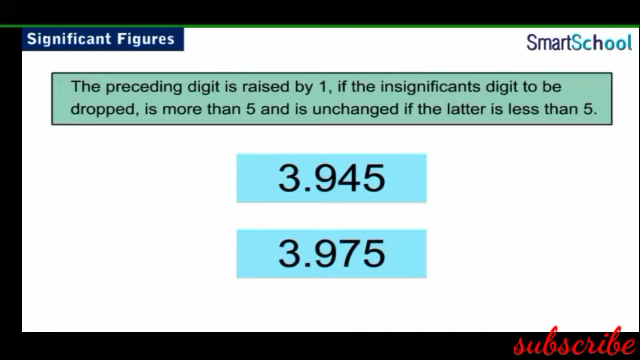 Significant Figures
SmartSchool
The preceding digit is raised by 1, if the insignificants digit to be
dropped, is more than 5 and is unchanged if the latter is less than 5.
3.945
3.975
subscribe